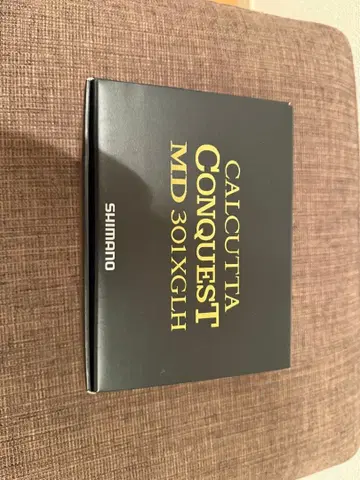 CALCUTTA
CONQUEST
MD 301XGLH
SHIMANO